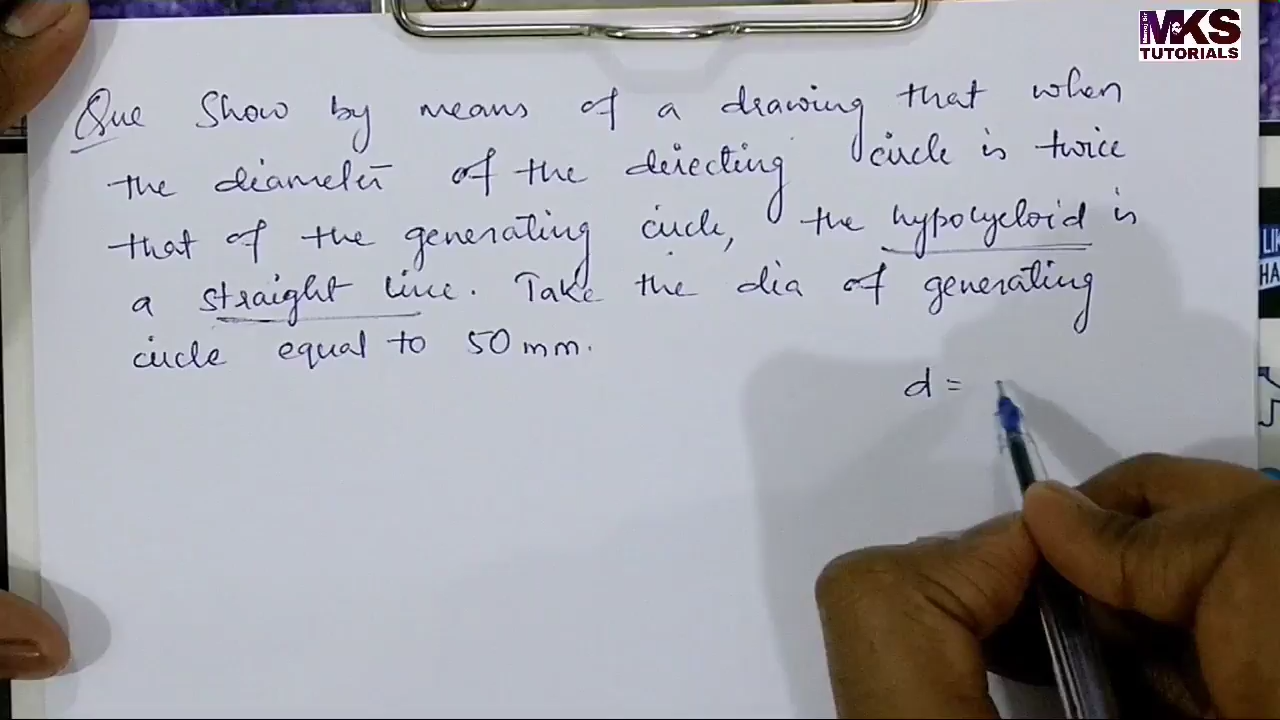 MKS
TUTORIALS
Que Show by means of a drawing that when
the diameter of the directing circle is twice
that of the generating circle, the hypocycloid is
a straight line. Take the dia of generating
circle equal to 50 mm.
d =
LI
HA